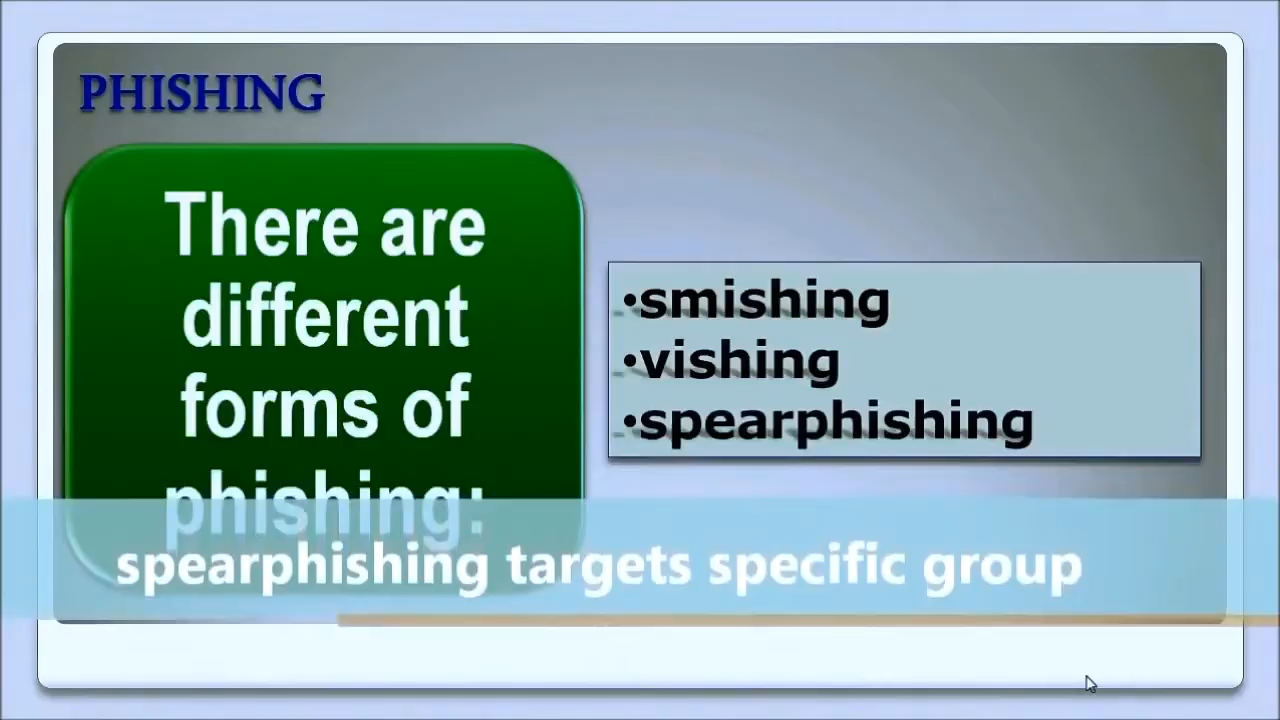 PHISHING
There are
different
forms of
phishing:
•smishing
•vishing
•spearphishing
spearphishing targets specific group